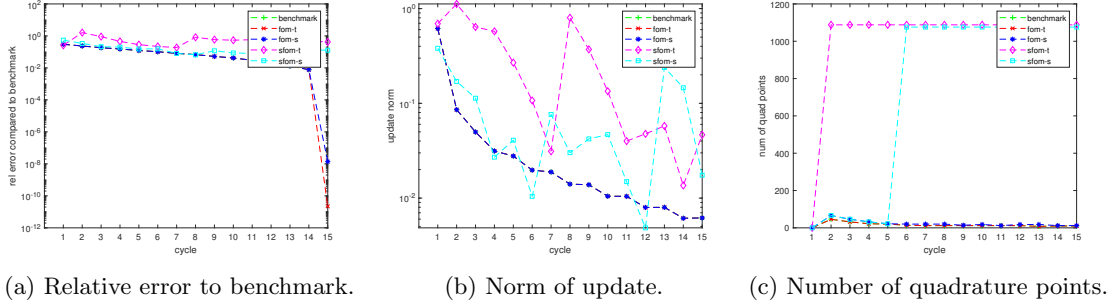 10^2
10^0
10^-2
10^-4
10^-6
10^-8
10^-10
10^-12
rel error compared to benchmark
benchmark
fom-t
fom-s
sfom-t
sfom-s
1 2 3 4 5 6 7 8 9 10 11 12 13 14 15
cycle
(a) Relative error to benchmark.
10^0
10^-1
10^-2
update norm
benchmark
fom-t
fom-s
sfom-t
sfom-s
1 2 3 4 5 6 7 8 9 10 11 12 13 14 15
cycle
(b) Norm of update.
1200
1000
800
600
400
200
0
num of quad points
benchmark
fom-t
fom-s
sfom-t
sfom-s
1 2 3 4 5 6 7 8 9 10 11 12 13 14 15
cycle
(c) Number of quadrature points.